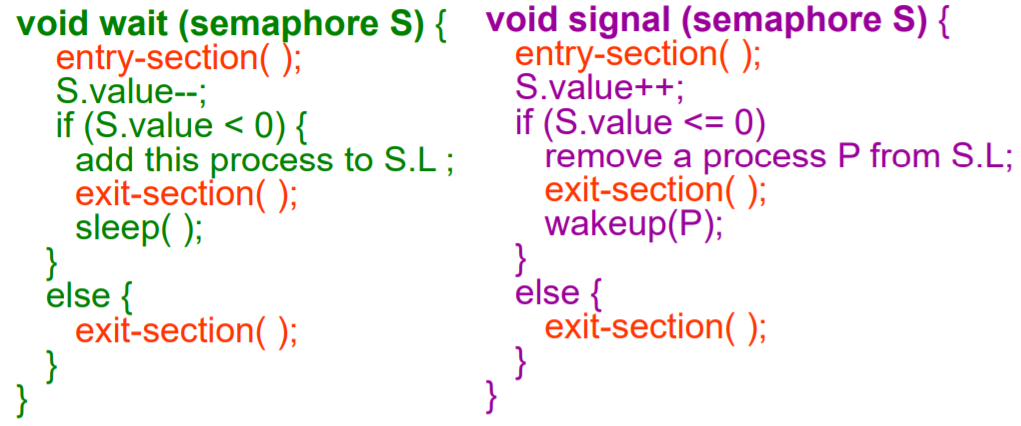 void wait (semaphore S) {
entry-section( );
S.value--;
if (S.value < 0) {
add this process to S.L ;
exit-section( );
sleep( );
}
else {
exit-section( );
}
}
void signal (semaphore S) {
entry-section( );
S.value++;
if (S.value <= 0)
remove a process P from S.L;
exit-section( );
wakeup(P);
}
else {
exit-section( );
}
}